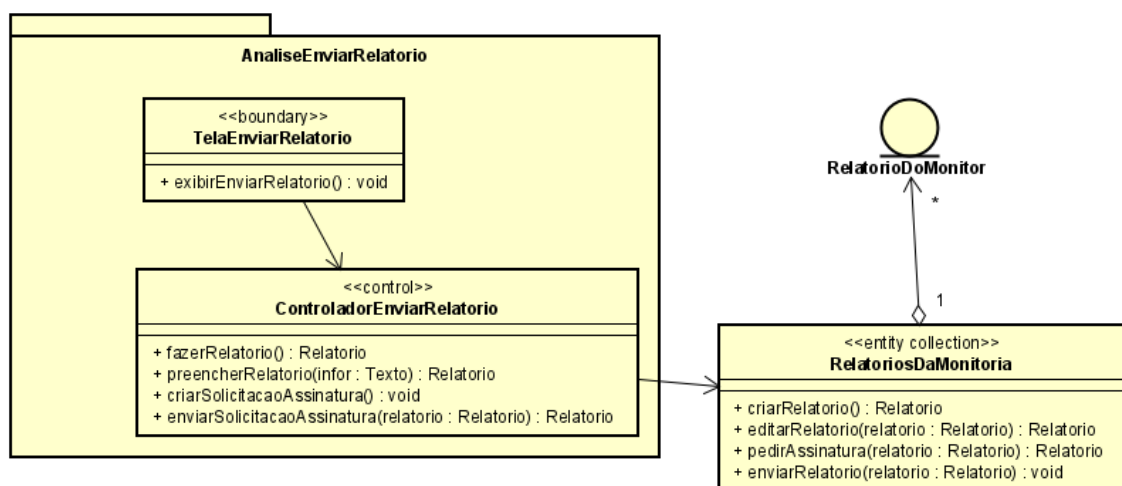 AnaliseEnviarRelatorio
<<boundary>>
TelaEnviarRelatorio
+ exibirEnviarRelatorio() : void
<<control>>
ControladorEnviarRelatorio
+ fazerRelatorio() : Relatorio
+ preencherRelatorio(infor : Texto) : Relatorio
+ criarSolicitacaoAssinatura() : void
+ enviarSolicitacaoAssinatura(relatorio : Relatorio) : Relatorio
RelatorioDoMonitor
*
1
<<entity collection>>
RelatoriosDaMonitoria
+ criarRelatorio() : Relatorio
+ editarRelatorio(relatorio : Relatorio) : Relatorio
+ pedirAssinatura(relatorio : Relatorio) : Relatorio
+ enviarRelatorio(relatorio : Relatorio) : void